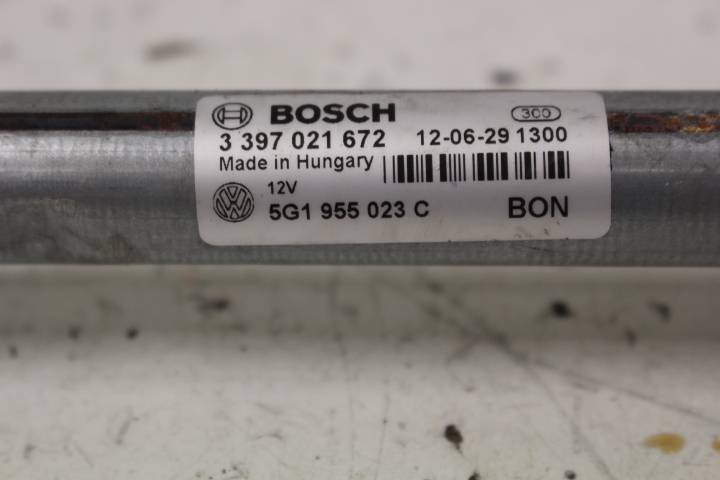 BOSCH 300
3 397 021 672 12-06-29 1300
Made in Hungary
12V
5G1 955 023 C BON